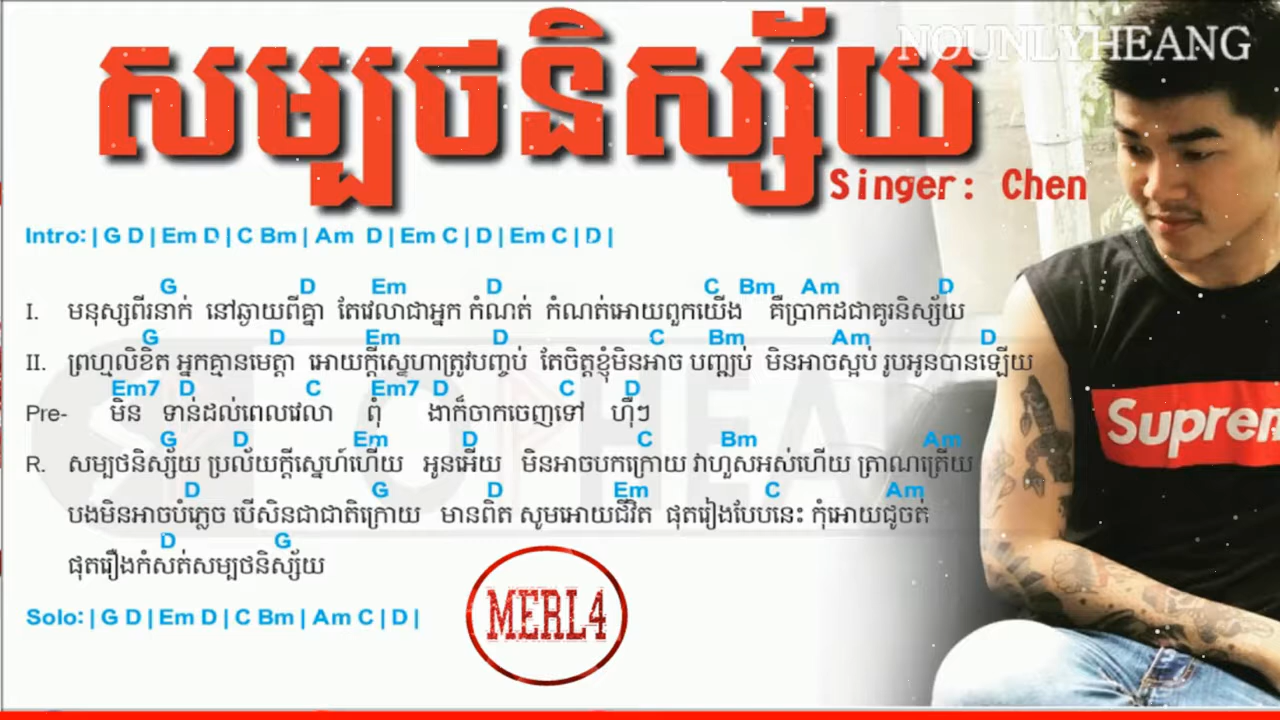 សម្បថនិស្ស័យ
NOUNLYHEANG
Singer: Chen
Intro: | G D | Em D | C Bm | Am D | Em C | D | Em C | D |
G D Em D C Bm Am D
I. មនុស្សពីរនាក់ នៅឆ្ងាយពីគ្នា តែវេលាជាអ្នក កំណត់ កំណត់អោយពួកយើង គឺប្រាកដជាគូរនិស្ស័យ
G D Em D C Bm Am D
II. ព្រហ្មលិខិត អ្នកគ្មានមេត្តា អោយក្ដីស្នេហាត្រូវបញ្ចប់ តែចិត្តខ្ញុំមិនអាច បញ្ឈប់ មិនអាចស្អប់ រូបអូនបានឡើយ
Em7 D C Em7 D C D
Pre- មិន ទាន់ដល់ពេលវេលា ពុំ ងាក៏ចាកចេញទៅ ហ៊ឺៗ
G D Em D C Bm Am
R. សម្បថនិស្ស័យ ប្រល័យក្ដីស្នេហ៍ហើយ អូនអើយ មិនអាចបកក្រោយ វាហួសអស់ហើយ ត្រាណត្រើយ
D G D Em C Am
បងមិនអាចបំភ្លេច បើសិនជាជាតិក្រោយ មានពិត សូមអោយជីវិត ផុតរៀងបែបនេះ កុំអោយជូចត់
D G
ផុតរឿងកំសត់សម្បថនិស្ស័យ
Solo: | G D | Em D | C Bm | Am C | D |
MERL4
Suprem